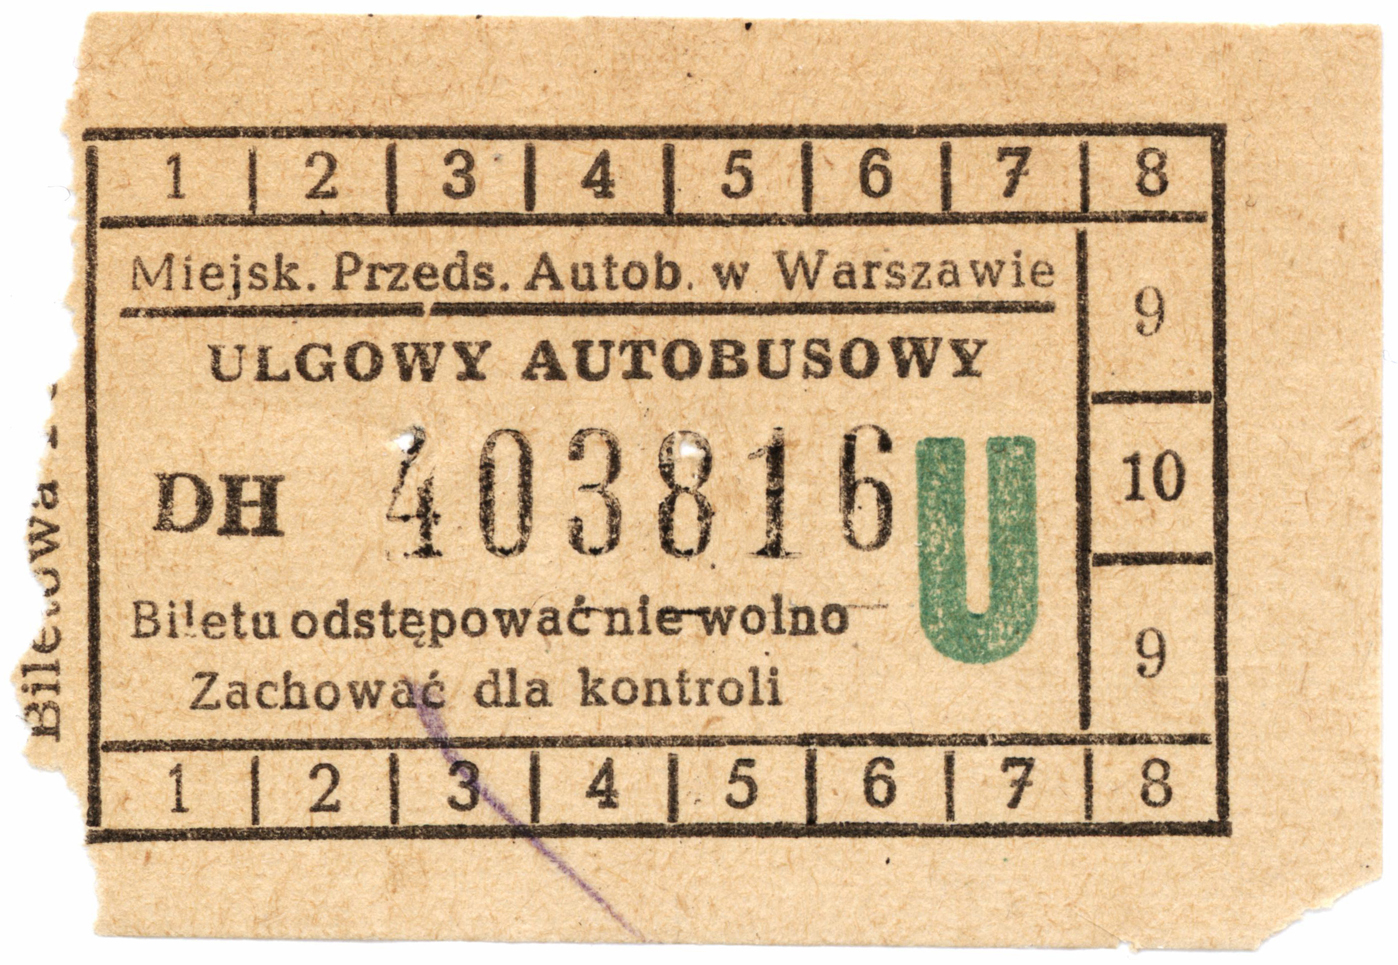 1 2 3 4 5 6 7 8
Miejsk. Przeds. Autob. w Warszawie
9
ULGOWY AUTOBUSOWY
DH 403816 U
10
Biletu odstępować nie wolno
9
Zachować dla kontroli
1 2 3 4 5 6 7 8
Biletowa